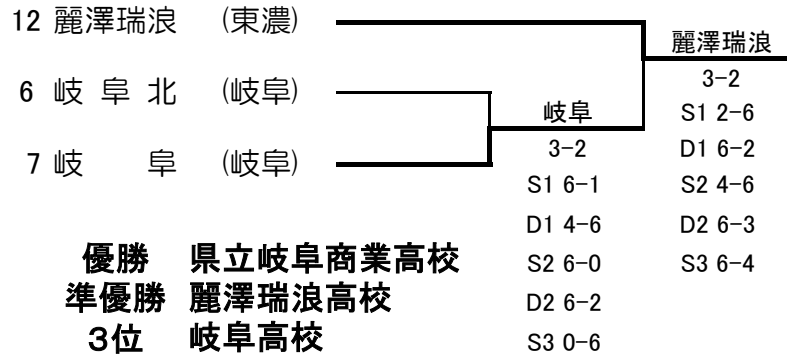 12 麗澤瑞浪 (東濃)
6 岐阜北 (岐阜)
7 岐阜 (岐阜)
岐阜
3-2
S1 6-1
D1 4-6
S2 6-0
D2 6-2
S3 0-6
麗澤瑞浪
3-2
S1 2-6
D1 6-2
S2 4-6
D2 6-3
S3 6-4
優勝 県立岐阜商業高校
準優勝 麗澤瑞浪高校
3位 岐阜高校